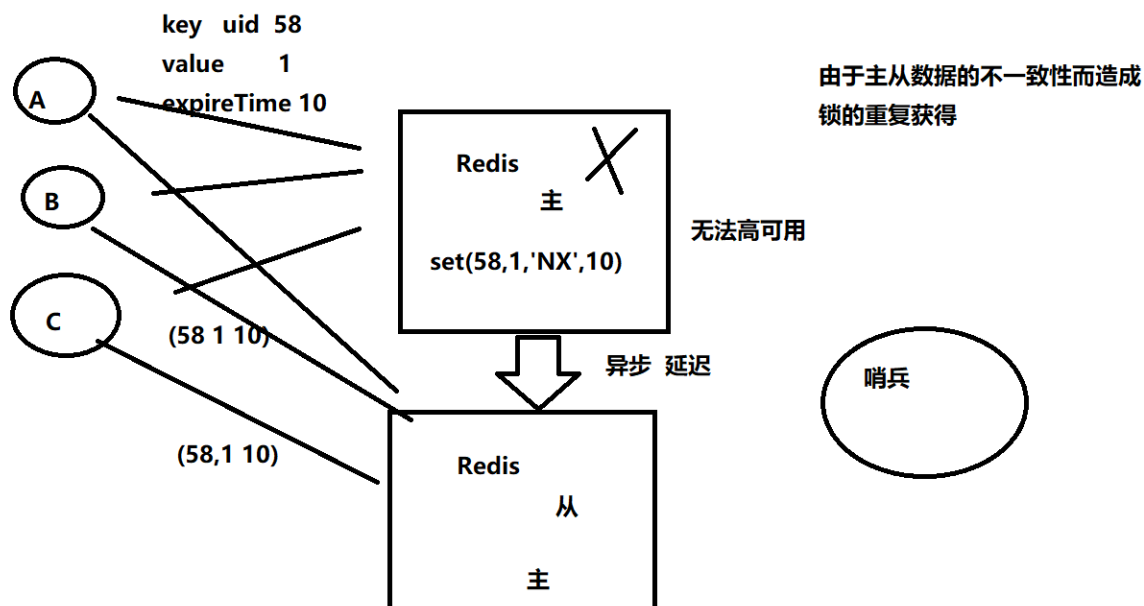 key uid 58
value 1
expireTime 10
由于主从数据的不一致性而造成
锁的重复获得
A
B
C
Redis
主
set(58,1,'NX',10)
无法高可用
(58 1 10)
异步 延迟
哨兵
(58,1 10)
Redis
从
主